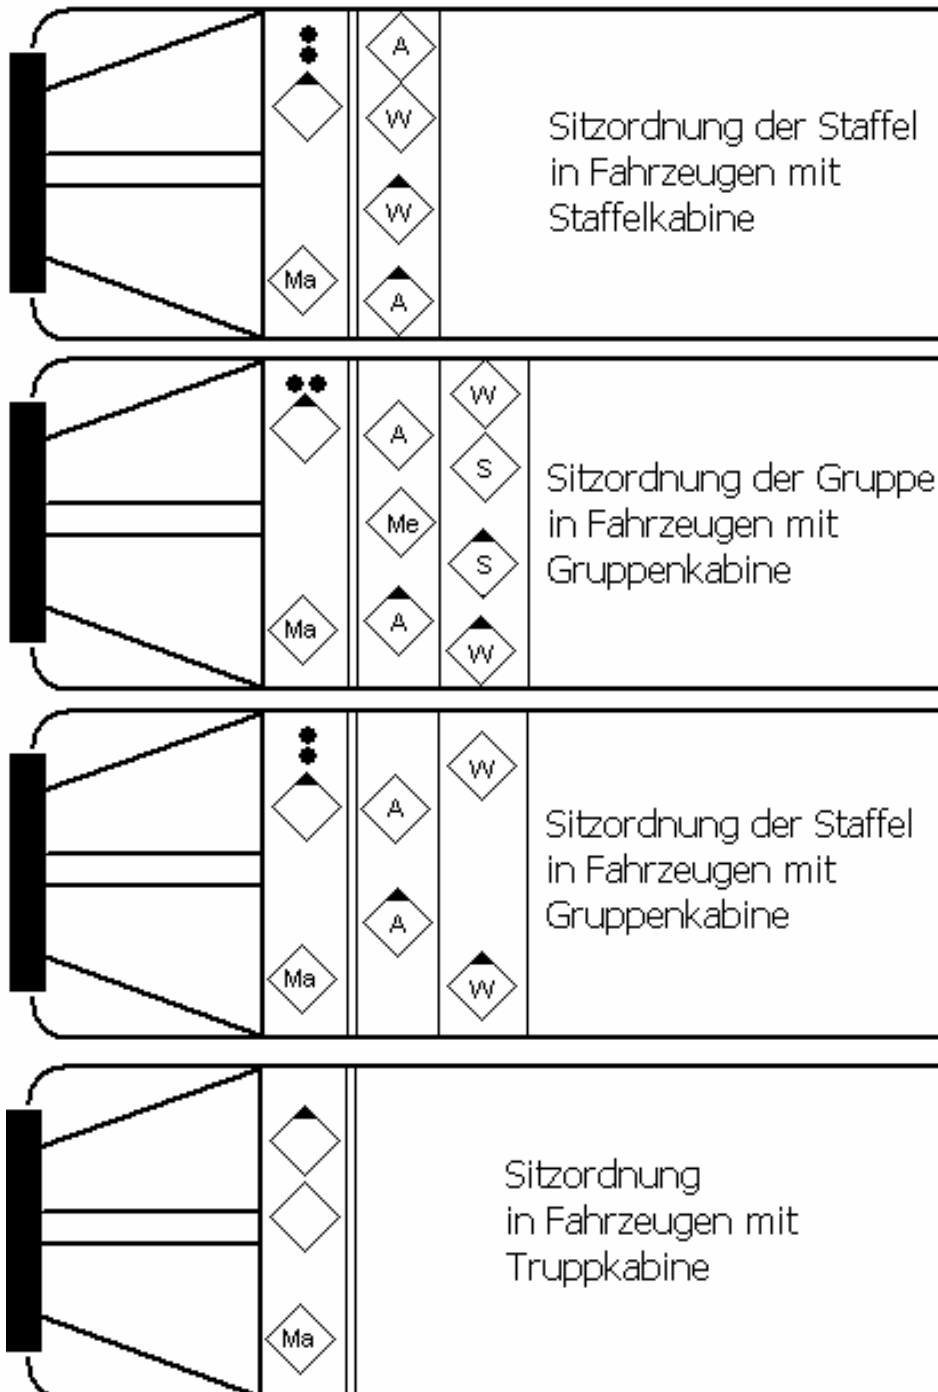 A
W
W
Ma
A
Sitzordnung der Staffel
in Fahrzeugen mit
Staffelkabine
W
A
S
Me
S
Ma
A
W
Sitzordnung der Gruppe
in Fahrzeugen mit
Gruppenkabine
W
A
A
Ma
W
Sitzordnung der Staffel
in Fahrzeugen mit
Gruppenkabine
Ma
Sitzordnung
in Fahrzeugen mit
Truppkabine